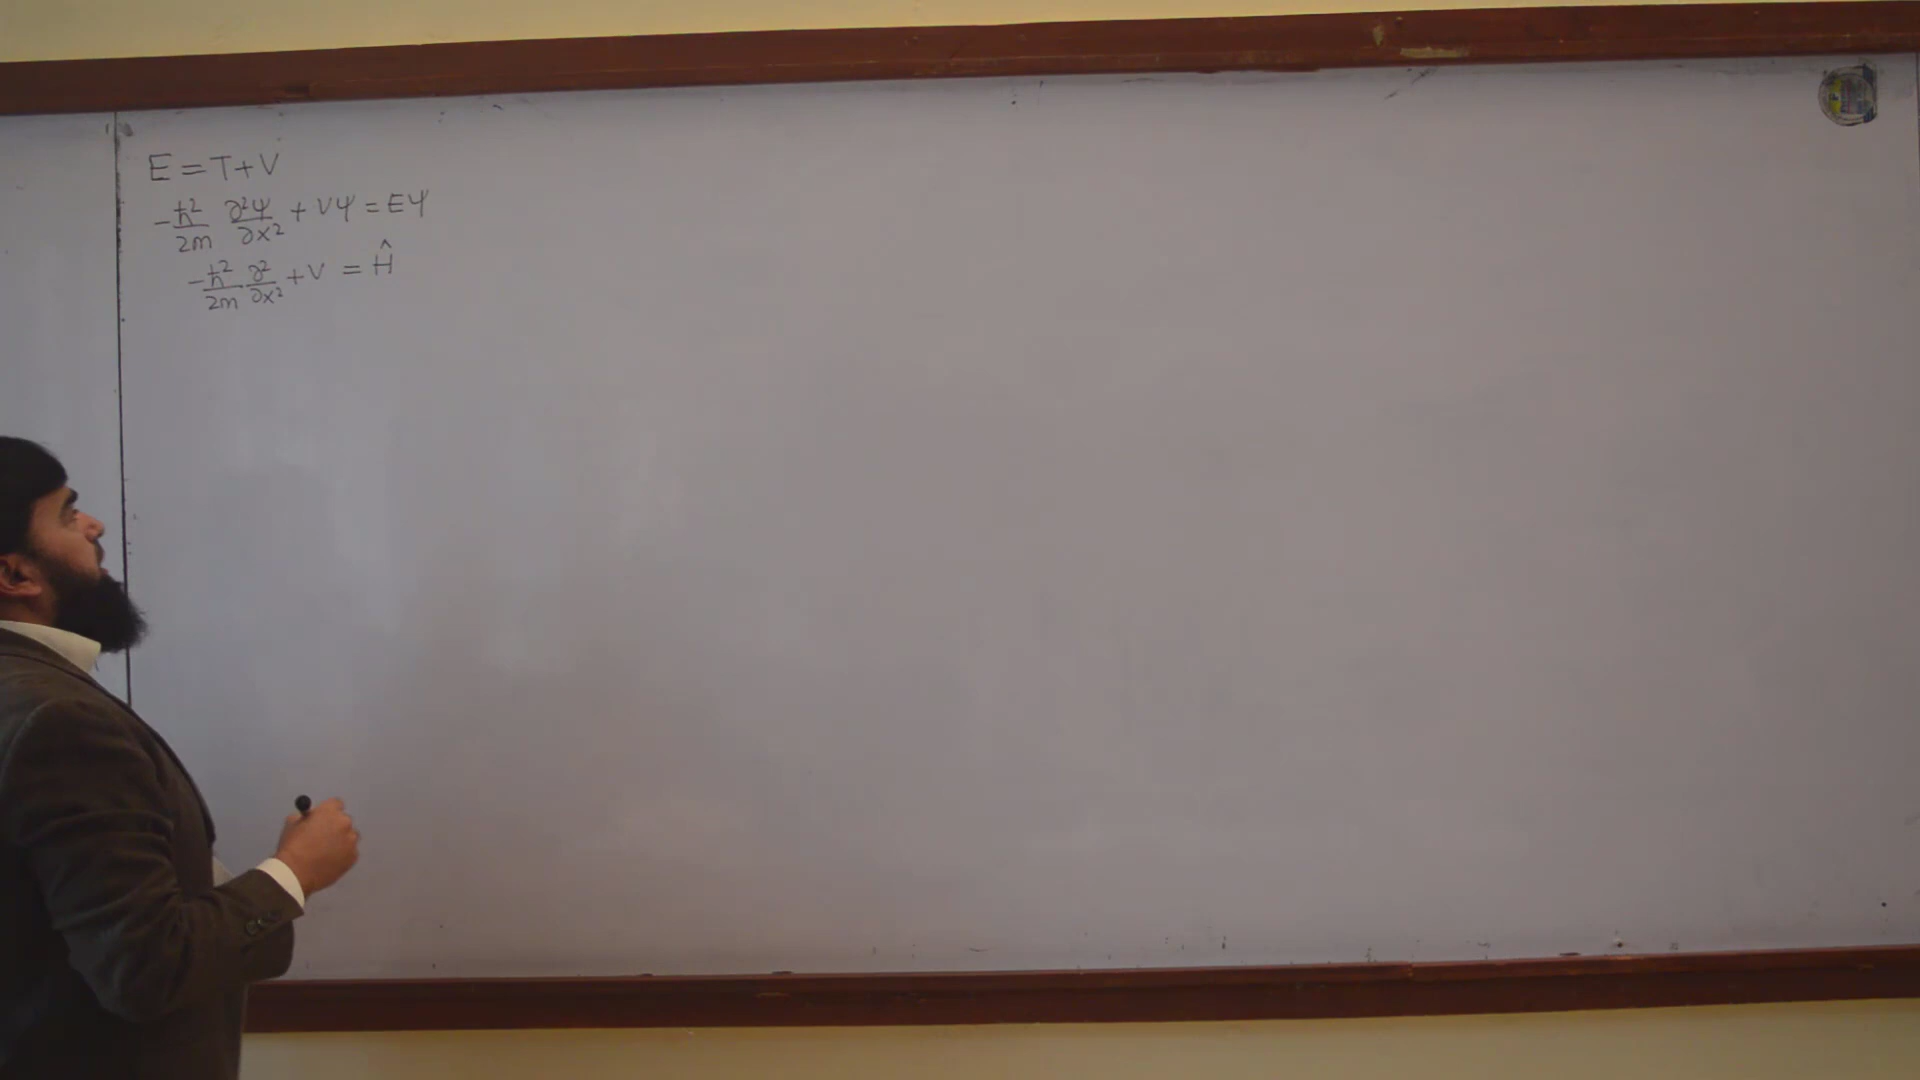 E = T + V
-ħ²/2m ∂²Ψ/∂x² + VΨ = EΨ
-ħ²/2m ∂²/∂x² + V = Ĥ